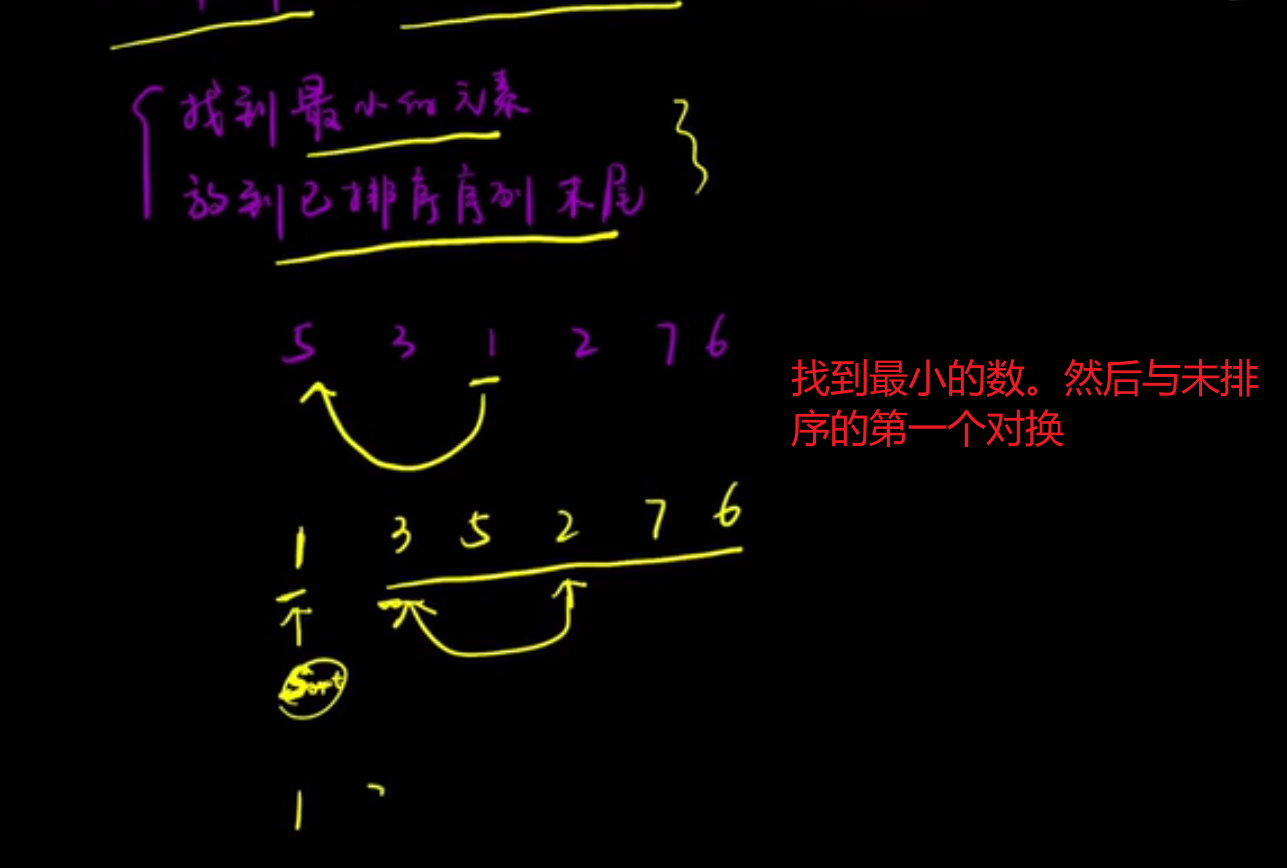 找到最小的元素
放到已排序序列末尾
5 3 1 2 7 6
找到最小的数。然后与未排
序的第一个对换
1 3 5 2 7 6
Sort
1